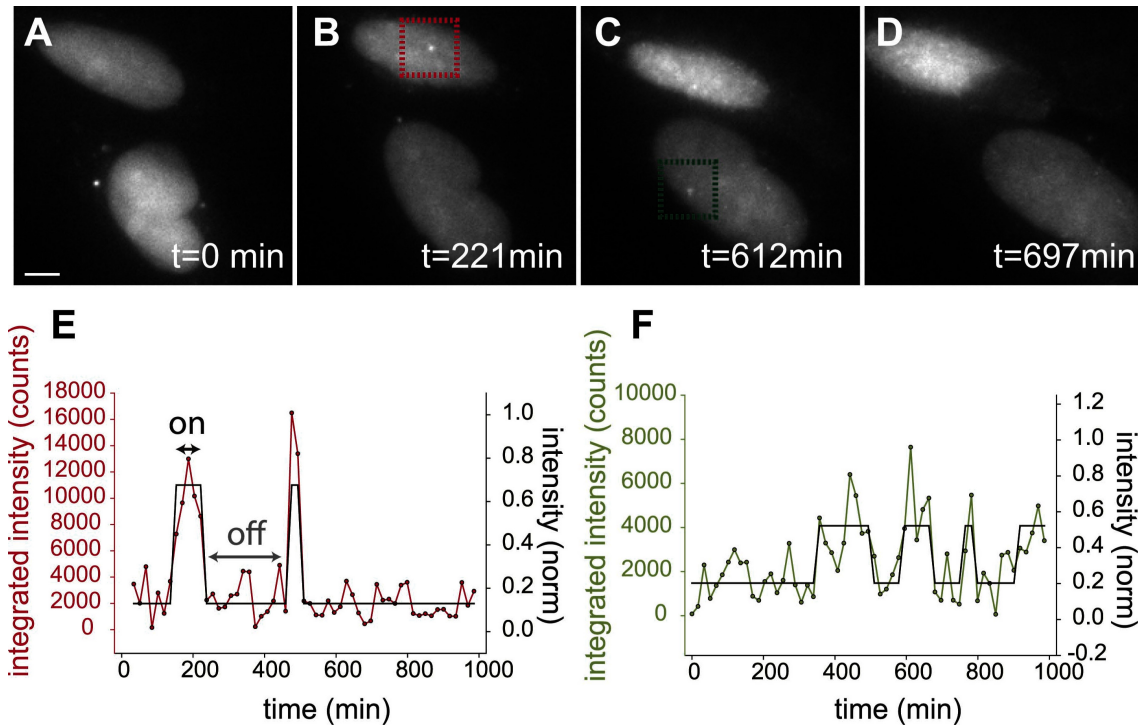 A
B
C
D
t=0 min
t=221min
t=612min
t=697min
E
integrated intensity (counts)
18000
16000
14000
12000
10000
8000
6000
4000
2000
0
on
off
1.0
0.8
0.6
0.4
0.2
0.0
intensity (norm)
0 200 400 600 800 1000
time (min)
F
integrated intensity (counts)
10000
8000
6000
4000
2000
0
1.2
1.0
0.8
0.6
0.4
0.2
0.0
-0.2
intensity (norm)
0 200 400 600 800 1000
time (min)